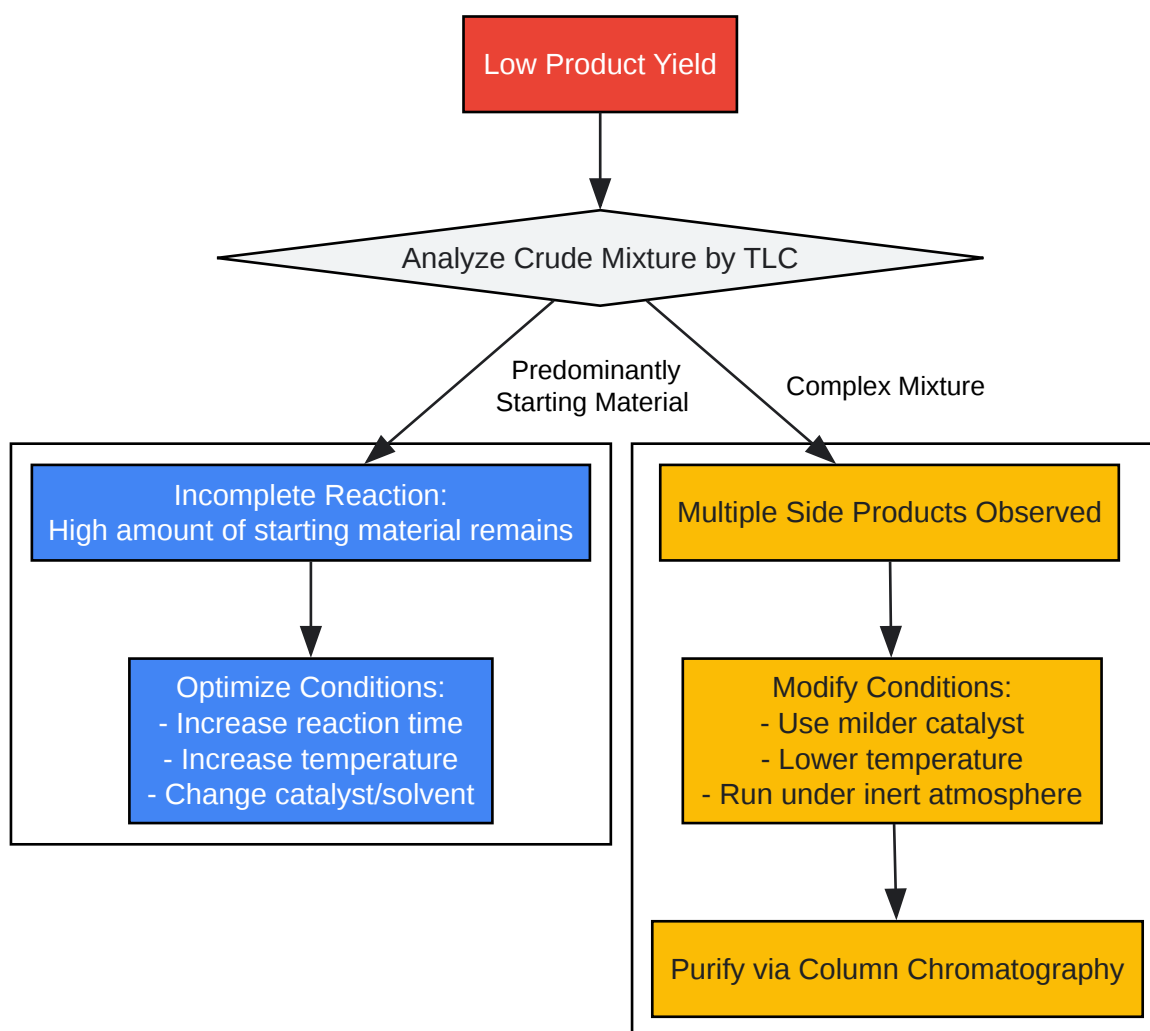 Low Product Yield
Analyze Crude Mixture by TLC
Predominantly
Starting Material
Complex Mixture
Incomplete Reaction:
High amount of starting material remains
Multiple Side Products Observed
Optimize Conditions:
- Increase reaction time
- Increase temperature
- Change catalyst/solvent
Modify Conditions:
- Use milder catalyst
- Lower temperature
- Run under inert atmosphere
Purify via Column Chromatography